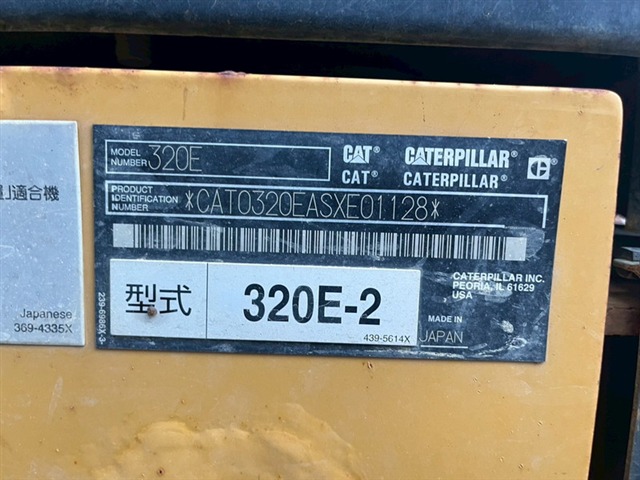 適合機
Japanese
369-4335X
MODEL
NUMBER 320E
CAT® CATERPILLAR®
CAT® CATERPILLAR®
PRODUCT
IDENTIFICATION
NUMBER *CAT0320EASXE01128*
CATERPILLAR INC.
PEORIA, IL 61629
USA
型式 320E-2
439-5614X
MADE IN
JAPAN
239-6986X-3